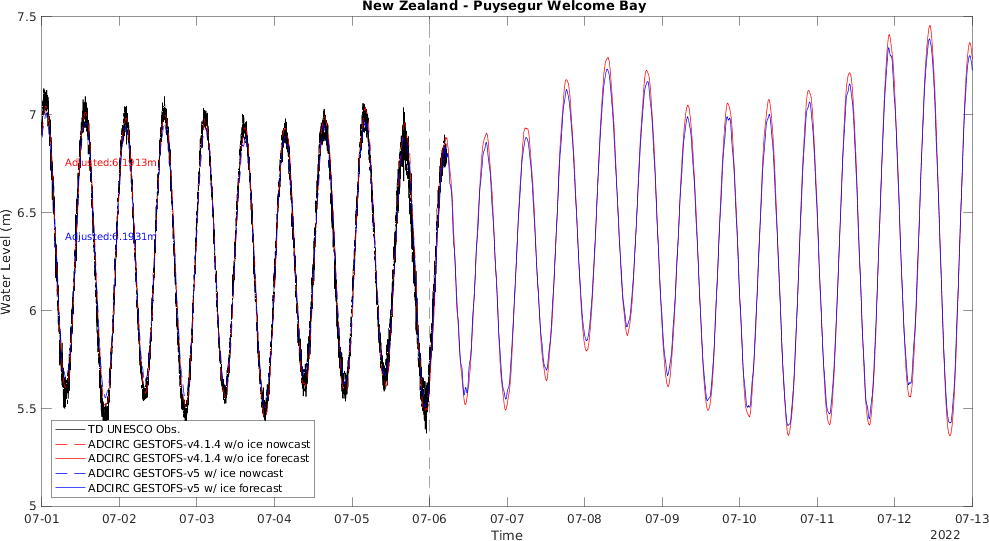 New Zealand - Puysegur Welcome Bay
7.5
7
6.5
6
5.5
5
Water Level (m)
Adjusted:6.1913m
Adjusted:6.1931m
TD UNESCO Obs.
ADCIRC GESTOFS-v4.1.4 w/o ice nowcast
ADCIRC GESTOFS-v4.1.4 w/o ice forecast
ADCIRC GESTOFS-v5 w/ ice nowcast
ADCIRC GESTOFS-v5 w/ ice forecast
07-01 07-02 07-03 07-04 07-05 07-06 07-07 07-08 07-09 07-10 07-11 07-12 07-13
Time
2022